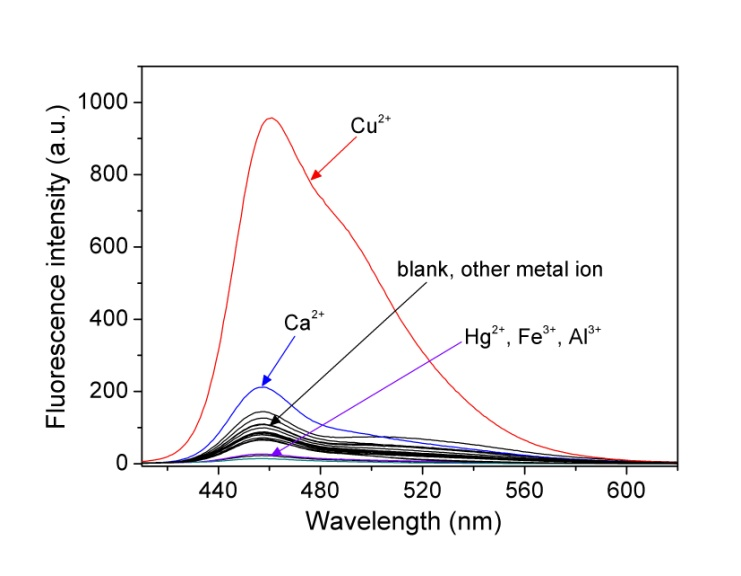 Fluorescence intensity (a.u.)
1000
800
600
400
200
0
Cu²⁺
blank, other metal ion
Ca²⁺
Hg²⁺, Fe³⁺, Al³⁺
440 480 520 560 600
Wavelength (nm)